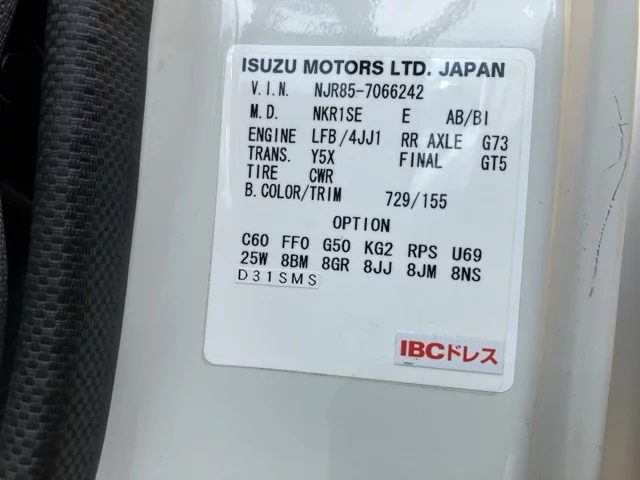 ISUZU MOTORS LTD. JAPAN
V.I.N. NJR85-7066242
M.D. NKR1SE E AB/BI
ENGINE LFB/4JJ1 RR AXLE G73
TRANS. Y5X FINAL GT5
TIRE CWR
B.COLOR/TRIM 729/155
OPTION
C60 FF0 G50 KG2 RPS U69
25W 8BM 8GR 8JJ 8JM 8NS
D31SMS
IBCドレス